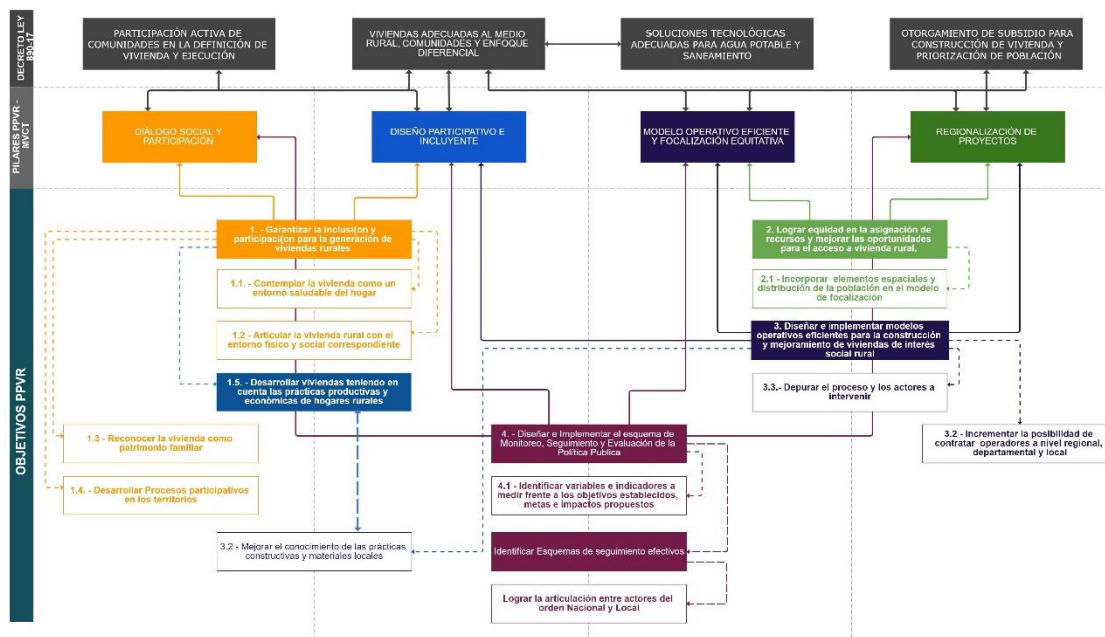 DECRETO LEY
890-17
PARTICIPACIÓN ACTIVA DE
COMUNIDADES EN LA DEFINICIÓN DE
VIVIENDA Y EJECUCIÓN
VIVIENDAS ADECUADAS AL MEDIO
RURAL, COMUNIDADES Y ENFOQUE
DIFERENCIAL
SOLUCIONES TECNOLÓGICAS
ADECUADAS PARA AGUA POTABLE Y
SANEAMIENTO
OTORGAMIENTO DE SUBSIDIO PARA
CONSTRUCCIÓN DE VIVIENDA Y
PRIORIZACIÓN DE POBLACIÓN
PILARES PPVR -
MVCT
DIÁLOGO SOCIAL Y
PARTICIPACIÓN
DISEÑO PARTICIPATIVO E
INCLUYENTE
MODELO OPERATIVO EFICIENTE
Y FOCALIZACIÓN EQUITATIVA
REGIONALIZACIÓN DE
PROYECTOS
OBJETIVOS PPVR
1. - Garantizar la inclusi(on y
participaci(on para la generación de
viviendas rurales
2. Lograr equidad en la asignación de
recursos y mejorar las oportunidades
para el acceso a vivienda rural.
1.1. - Contemplar la vivienda como un
entorno saludable del hogar
2.1 - Incorporar elementos espaciales y
distribución de la población en el modelo
de focalización
1.2 - Articular la vivienda rural con el
entorno físico y social correspondiente
3. Diseñar e implementar modelos
operativos eficientes para la construcción
y mejoramiento de viviendas de interés
social rural
1.5. - Desarrollar viviendas teniendo en
cuenta las prácticas productivas y
económicas de hogares rurales
3.3.- Depurar el proceso y los actores a
intervenir
1.3 - Reconocer la vivienda como
patrimonio familiar
4. - Diseñar e Implementar el esquema de
Monitoreo, Seguimiento y Evaluación de la
Política Publica
3.2 - Incrementar la posibilidad de
contratar operadores a nivel regional,
departamental y local
1.4. - Desarrollar Procesos participativos
en los territorios
4.1 - Identificar variables e indicadores a
medir frente a los objetivos establecidos,
metas e impactos propuestos
3.2 - Mejorar el conocimiento de las prácticas
constructivas y materiales locales
Identificar Esquemas de seguimiento efectivos
Lograr la articulación entre actores del
orden Nacional y Local